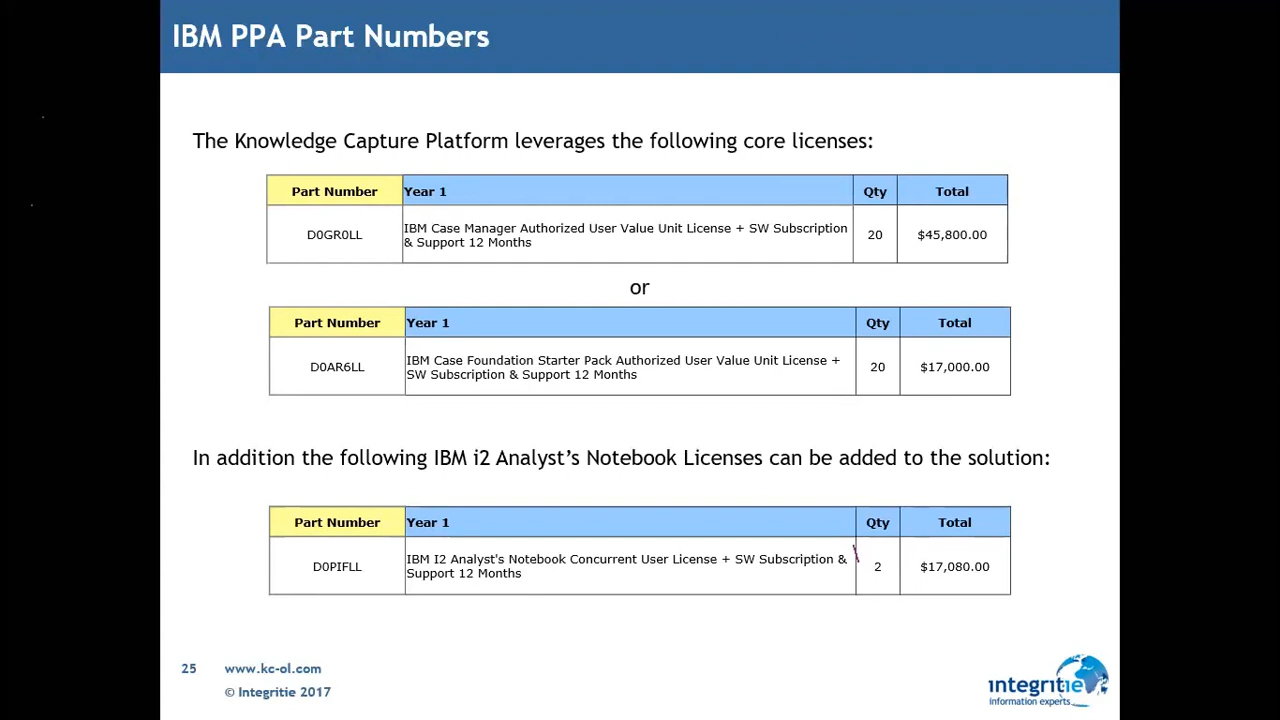 IBM PPA Part Numbers
The Knowledge Capture Platform leverages the following core licenses:
Part Number Year 1 Qty Total
D0GR0LL IBM Case Manager Authorized User Value Unit License + SW Subscription 20 $45,800.00
& Support 12 Months
or
Part Number Year 1 Qty Total
D0AR6LL IBM Case Foundation Starter Pack Authorized User Value Unit License + 20 $17,000.00
SW Subscription & Support 12 Months
In addition the following IBM i2 Analyst’s Notebook Licenses can be added to the solution:
Part Number Year 1 Qty Total
D0PIFLL IBM I2 Analyst's Notebook Concurrent User License + SW Subscription & 2 $17,080.00
Support 12 Months
25 www.kc-ol.com
© Integritie 2017
integritie
information experts